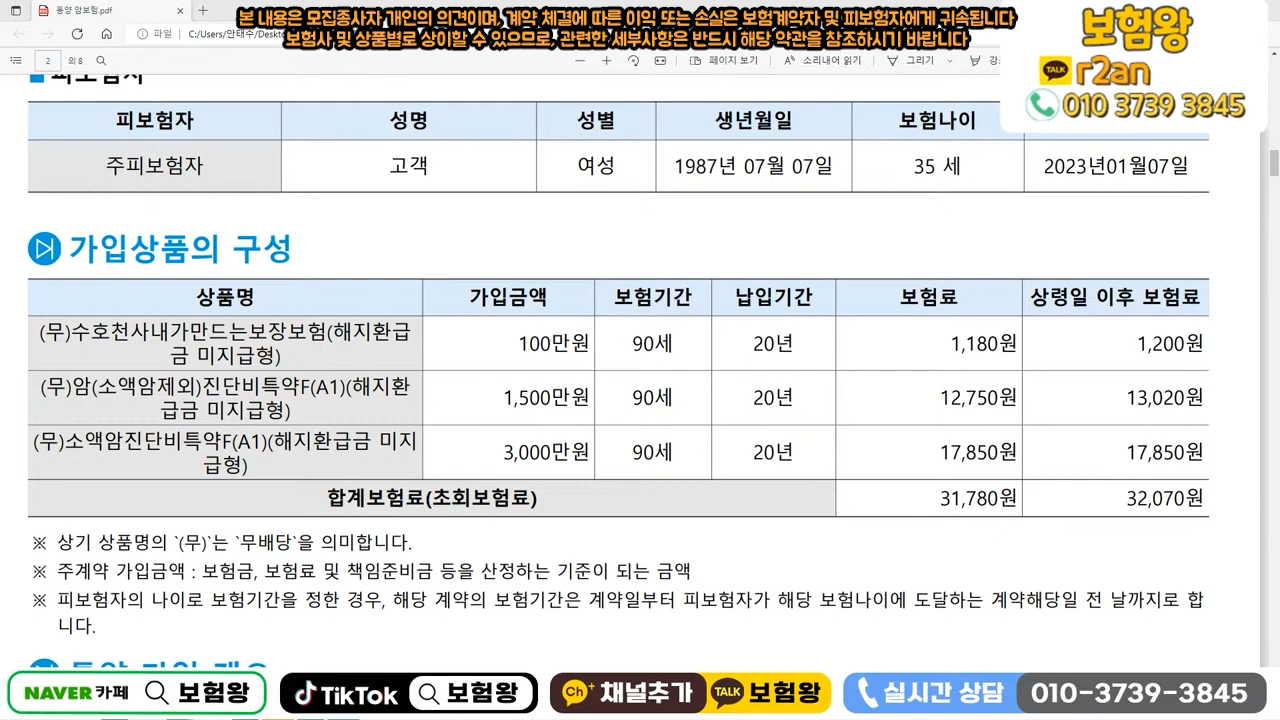 동양 암보험.pdf
본 내용은 모집종사자 개인의 의견이며, 계약 체결에 따른 이익 또는 손실은 보험계약자 및 피보험자에게 귀속됩니다
보험사 및 상품별로 상이할 수 있으므로, 관련한 세부사항은 반드시 해당 약관을 참조하시기 바랍니다
파일 C:/Users/안태수/Deskto
2 의 8 페이지 보기 소리내어 읽기 그리기
보험왕
TALK r2an
010 3739 3845
피보험자
피보험자 성명 성별 생년월일 보험나이
주피보험자 고객 여성 1987년 07월 07일 35 세 2023년01월07일
가입상품의 구성
상품명 가입금액 보험기간 납입기간 보험료 상령일 이후 보험료
(무)수호천사내가만드는보장보험(해지환급
금 미지급형) 100만원 90세 20년 1,180원 1,200원
(무)암(소액암제외)진단비특약F(A1)(해지환
급금 미지급형) 1,500만원 90세 20년 12,750원 13,020원
(무)소액암진단비특약F(A1)(해지환급금 미지
급형) 3,000만원 90세 20년 17,850원 17,850원
합계보험료(초회보험료) 31,780원 32,070원
※ 상기 상품명의 `(무)`는 `무배당`을 의미합니다.
※ 주계약 가입금액 : 보험금, 보험료 및 책임준비금 등을 산정하는 기준이 되는 금액
※ 피보험자의 나이로 보험기간을 정한 경우, 해당 계약의 보험기간은 계약일부터 피보험자가 해당 보험나이에 도달하는 계약해당일 전 날까지로 합
니다.
NAVER 카페 보험왕 TikTok 보험왕 Ch+ 채널추가 TALK 보험왕 실시간 상담 010-3739-3845